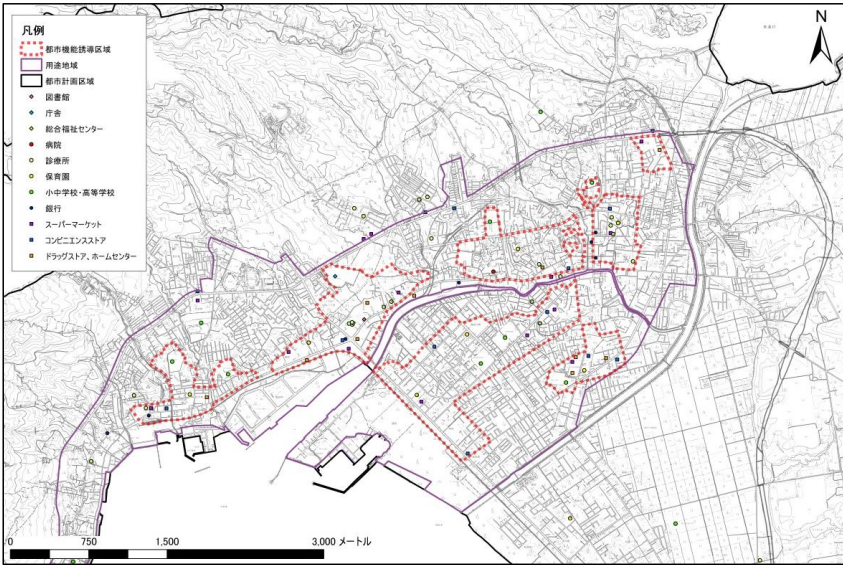 凡例
都市機能誘導区域
用途地域
都市計画区域
図書館
庁舎
総合福祉センター
病院
診療所
保育園
小中学校・高等学校
銀行
スーパーマーケット
コンビニエンスストア
ドラッグストア、ホームセンター
N
0 750 1,500 3,000 メートル